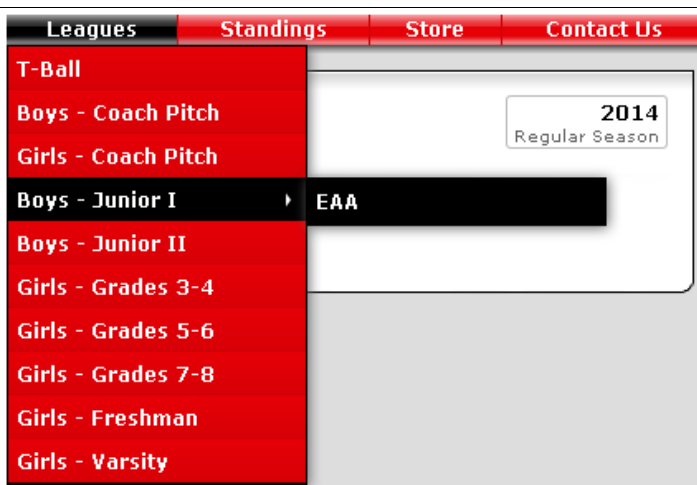 Leagues Standings Store Contact Us
T-Ball
Boys - Coach Pitch
2014
Regular Season
Girls - Coach Pitch
Boys - Junior I
EAA
Boys - Junior II
Girls - Grades 3-4
Girls - Grades 5-6
Girls - Grades 7-8
Girls - Freshman
Girls - Varsity